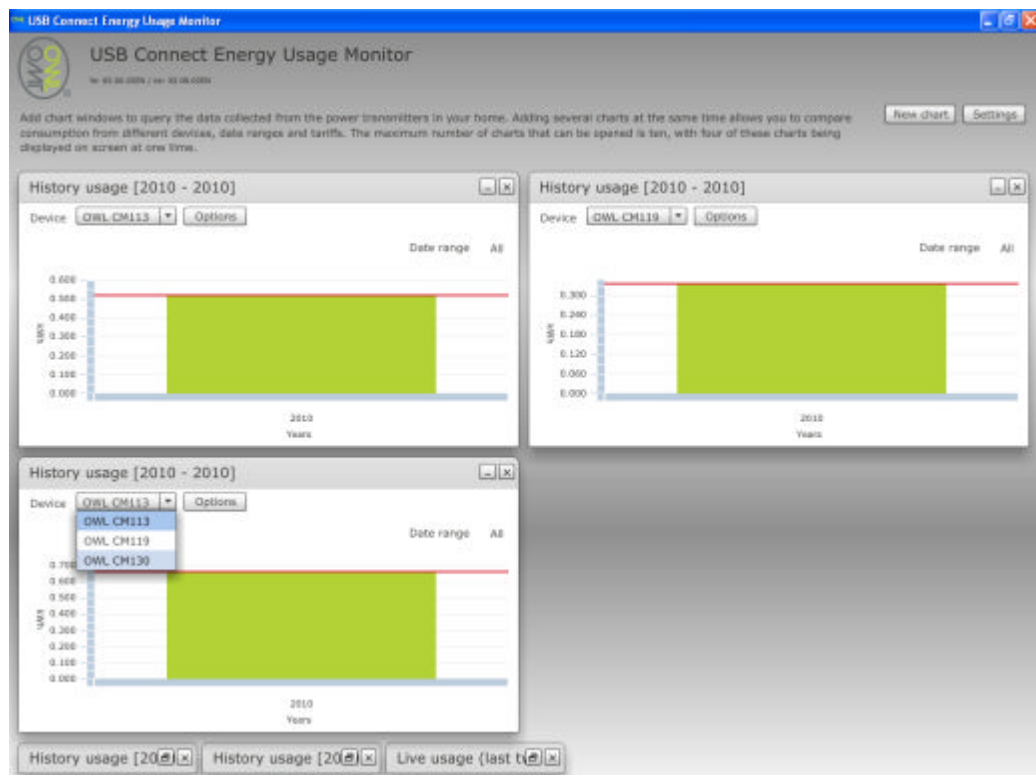 USB Connect Energy Usage Monitor
USB Connect Energy Usage Monitor
Add chart windows to query the data collected from the power transmitters in your home. Adding several charts at the same time allows you to compare
consumption from different devices, date ranges and tariffs. The maximum number of charts that can be opened is ten, with four of these charts being
displayed on screen at one time.
New chart
Settings
History usage [2010 - 2010]
Device OWL CM113 Options
Date range All
0.600
0.500
0.400
0.300
0.200
0.100
0.000
kWh
2010
Years
History usage [2010 - 2010]
Device OWL CM119 Options
Date range All
0.300
0.240
0.180
0.120
0.060
0.000
kWh
2010
Years
History usage [2010 - 2010]
Device OWL CM113 Options
OWL CM113
OWL CM119
OWL CM130
Date range All
0.600
0.500
0.400
0.300
0.200
0.100
0.000
kWh
2010
Years
History usage [20
History usage [20
Live usage (last t